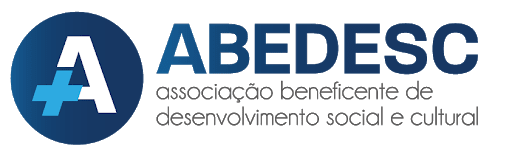 A
ABEDESC
associação beneficente de
desenvolvimento social e cultural